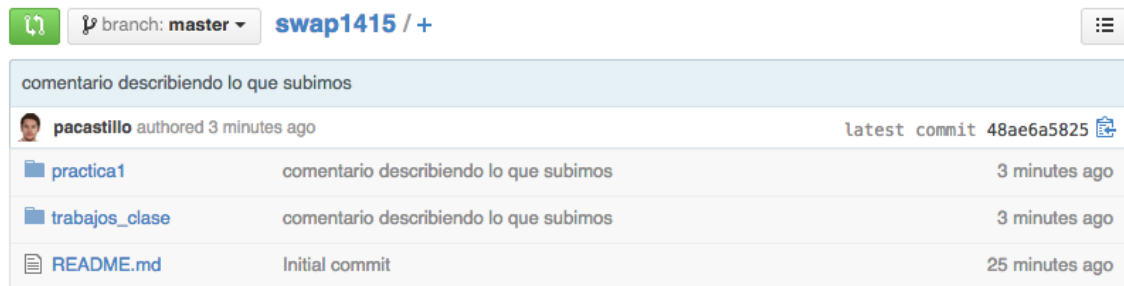 branch: master swap1415 / +
comentario describiendo lo que subimos
pacastillo authored 3 minutes ago latest commit 48ae6a5825
practica1 comentario describiendo lo que subimos 3 minutes ago
trabajos_clase comentario describiendo lo que subimos 3 minutes ago
README.md Initial commit 25 minutes ago